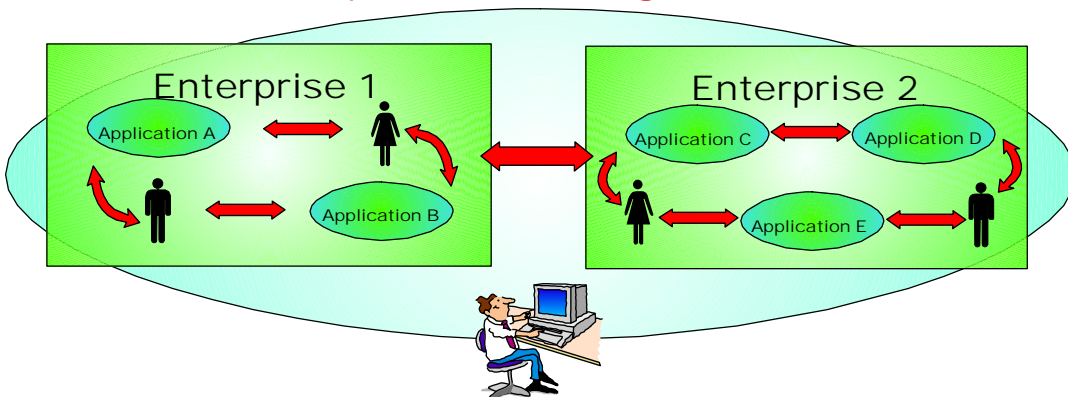 Enterprise 1
Application A
Application B
Enterprise 2
Application C
Application D
Application E